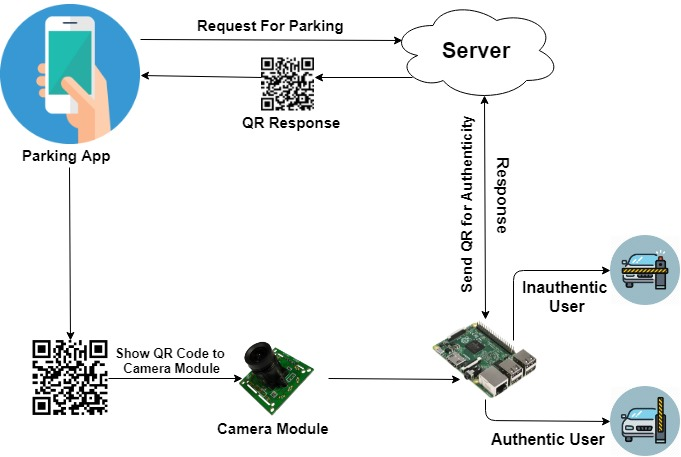 Request For Parking
Server
QR Response
Parking App
Send QR for Authenticity
Response
Inauthentic
User
Show QR Code to
Camera Module
Camera Module
Authentic User